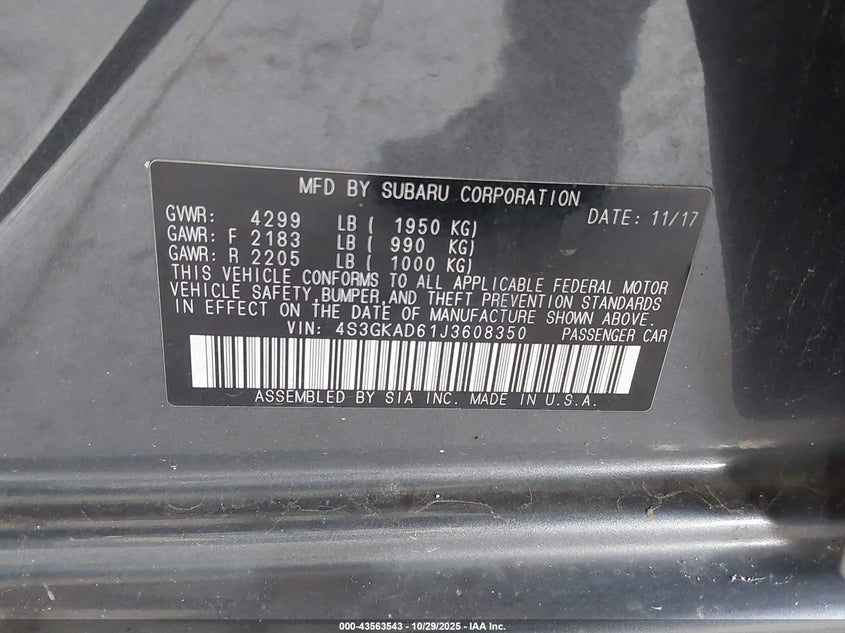 MFD BY SUBARU CORPORATION
GVWR: 4299 LB ( 1950 KG) DATE: 11/17
GAWR: F 2183 LB ( 990 KG)
GAWR: R 2205 LB ( 1000 KG)
THIS VEHICLE CONFORMS TO ALL APPLICABLE FEDERAL MOTOR
VEHICLE SAFETY, BUMPER, AND THEFT PREVENTION STANDARDS
IN EFFECT ON THE DATE OF MANUFACTURE SHOWN ABOVE.
VIN: 4S3GKAD61J3608350 PASSENGER CAR
ASSEMBLED BY SIA INC. MADE IN U.S.A.
000-43563543 - 10/29/2025 - IAA Inc.